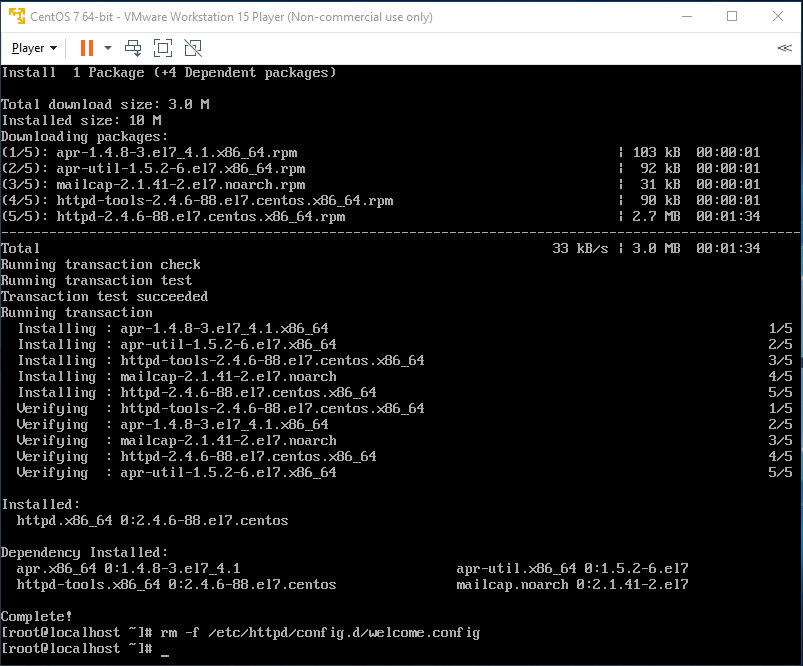 CentOS 7 64-bit - VMware Workstation 15 Player (Non-commercial use only)
Player
Install  1 Package (+4 Dependent packages)
Total download size: 3.0 M
Installed size: 10 M
Downloading packages:
(1/5): apr-1.4.8-3.el7_4.1.x86_64.rpm | 103 kB  00:00:01
(2/5): apr-util-1.5.2-6.el7.x86_64.rpm |  92 kB  00:00:01
(3/5): mailcap-2.1.41-2.el7.noarch.rpm |  31 kB  00:00:01
(4/5): httpd-tools-2.4.6-88.el7.centos.x86_64.rpm |  90 kB  00:00:01
(5/5): httpd-2.4.6-88.el7.centos.x86_64.rpm | 2.7 MB  00:01:34
--------------------------------------------------------------------------------
Total 33 kB/s | 3.0 MB  00:01:34
Running transaction check
Running transaction test
Transaction test succeeded
Running transaction
  Installing : apr-1.4.8-3.el7_4.1.x86_64 1/5
  Installing : apr-util-1.5.2-6.el7.x86_64 2/5
  Installing : httpd-tools-2.4.6-88.el7.centos.x86_64 3/5
  Installing : mailcap-2.1.41-2.el7.noarch 4/5
  Installing : httpd-2.4.6-88.el7.centos.x86_64 5/5
  Verifying  : httpd-tools-2.4.6-88.el7.centos.x86_64 1/5
  Verifying  : apr-1.4.8-3.el7_4.1.x86_64 2/5
  Verifying  : mailcap-2.1.41-2.el7.noarch 3/5
  Verifying  : httpd-2.4.6-88.el7.centos.x86_64 4/5
  Verifying  : apr-util-1.5.2-6.el7.x86_64 5/5
Installed:
  httpd.x86_64 0:2.4.6-88.el7.centos
Dependency Installed:
  apr.x86_64 0:1.4.8-3.el7_4.1 apr-util.x86_64 0:1.5.2-6.el7
  httpd-tools.x86_64 0:2.4.6-88.el7.centos mailcap.noarch 0:2.1.41-2.el7
Complete!
[root@localhost ~]# rm -f /etc/httpd/config.d/welcome.config
[root@localhost ~]# _